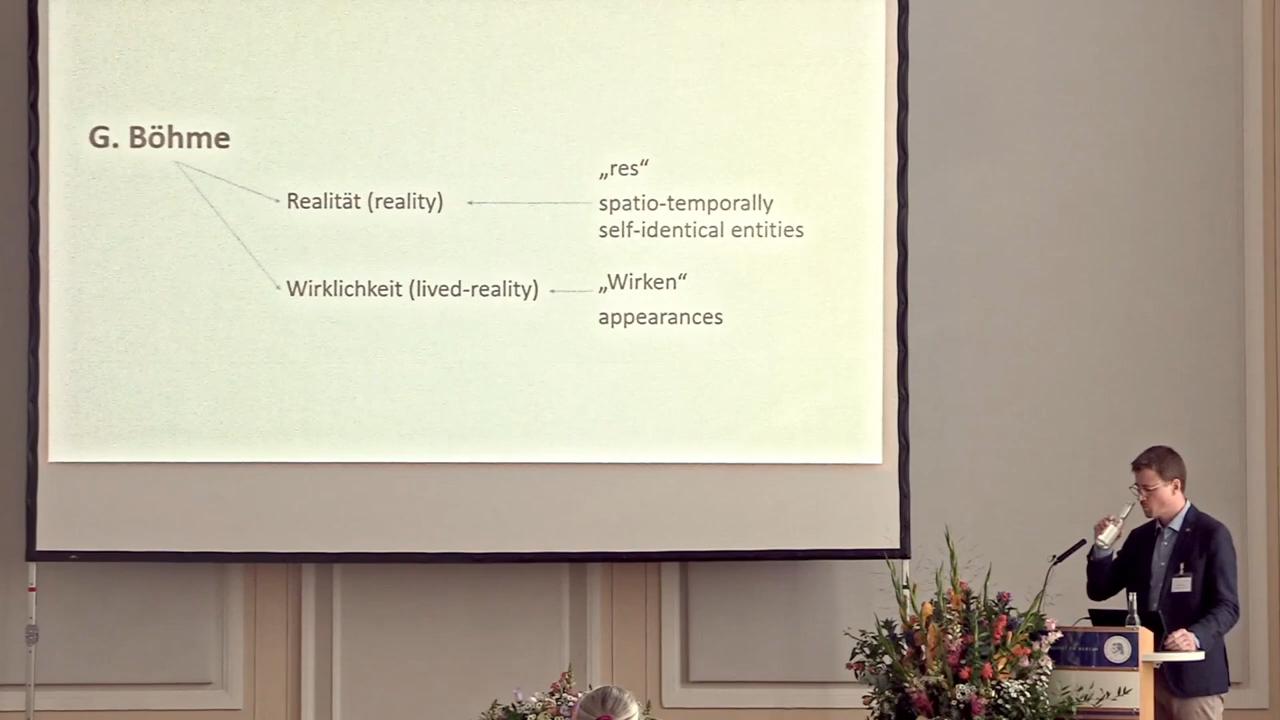 G. Böhme
„res“
Realität (reality)
spatio-temporally
self-identical entities
Wirklichkeit (lived-reality)
„Wirken“
appearances